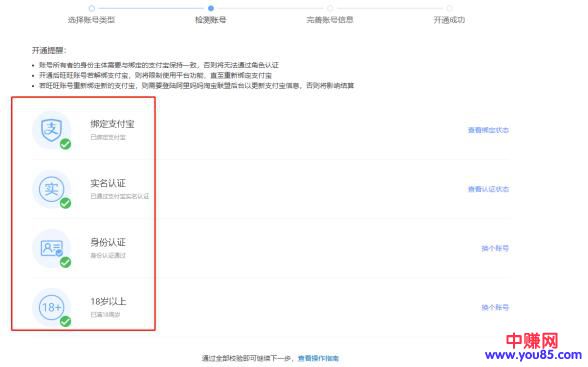 选择账号类型 检测账号 完善账号信息 开通成功
开通提醒：
账号所有者的身份主体需要与绑定的支付宝保持一致，否则将无法通过角色认证
开通后旺旺账号若解绑支付宝，则将限制使用平台功能，直至重新绑定支付宝
若旺旺账号重新绑定新的支付宝，则需要登陆阿里妈妈淘宝联盟后台以更新支付宝信息，否则将影响结算
支
绑定支付宝
已绑定支付宝
查看绑定状态
实
实名认证
已通过支付宝实名认证
查看认证状态
身份认证
身份认证通过
换个账号
18+
18岁以上
已满18周岁
换个账号
中赚网
www.you85.com
通过全部校验即可继续下一步，查看操作指南